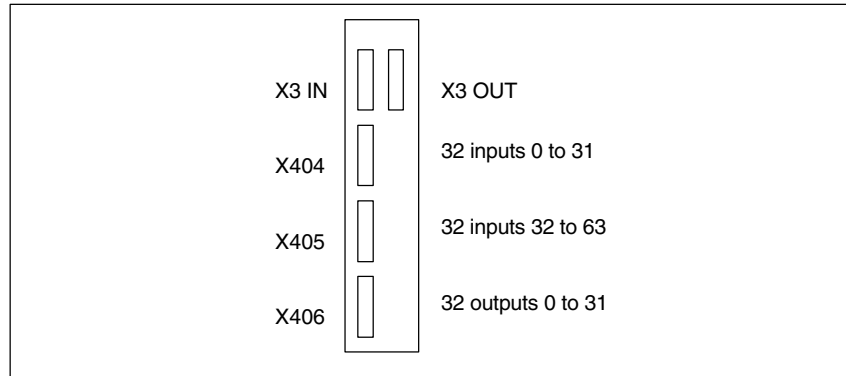 X3 IN
X3 OUT
X404
32 inputs 0 to 31
X405
32 inputs 32 to 63
X406
32 outputs 0 to 31